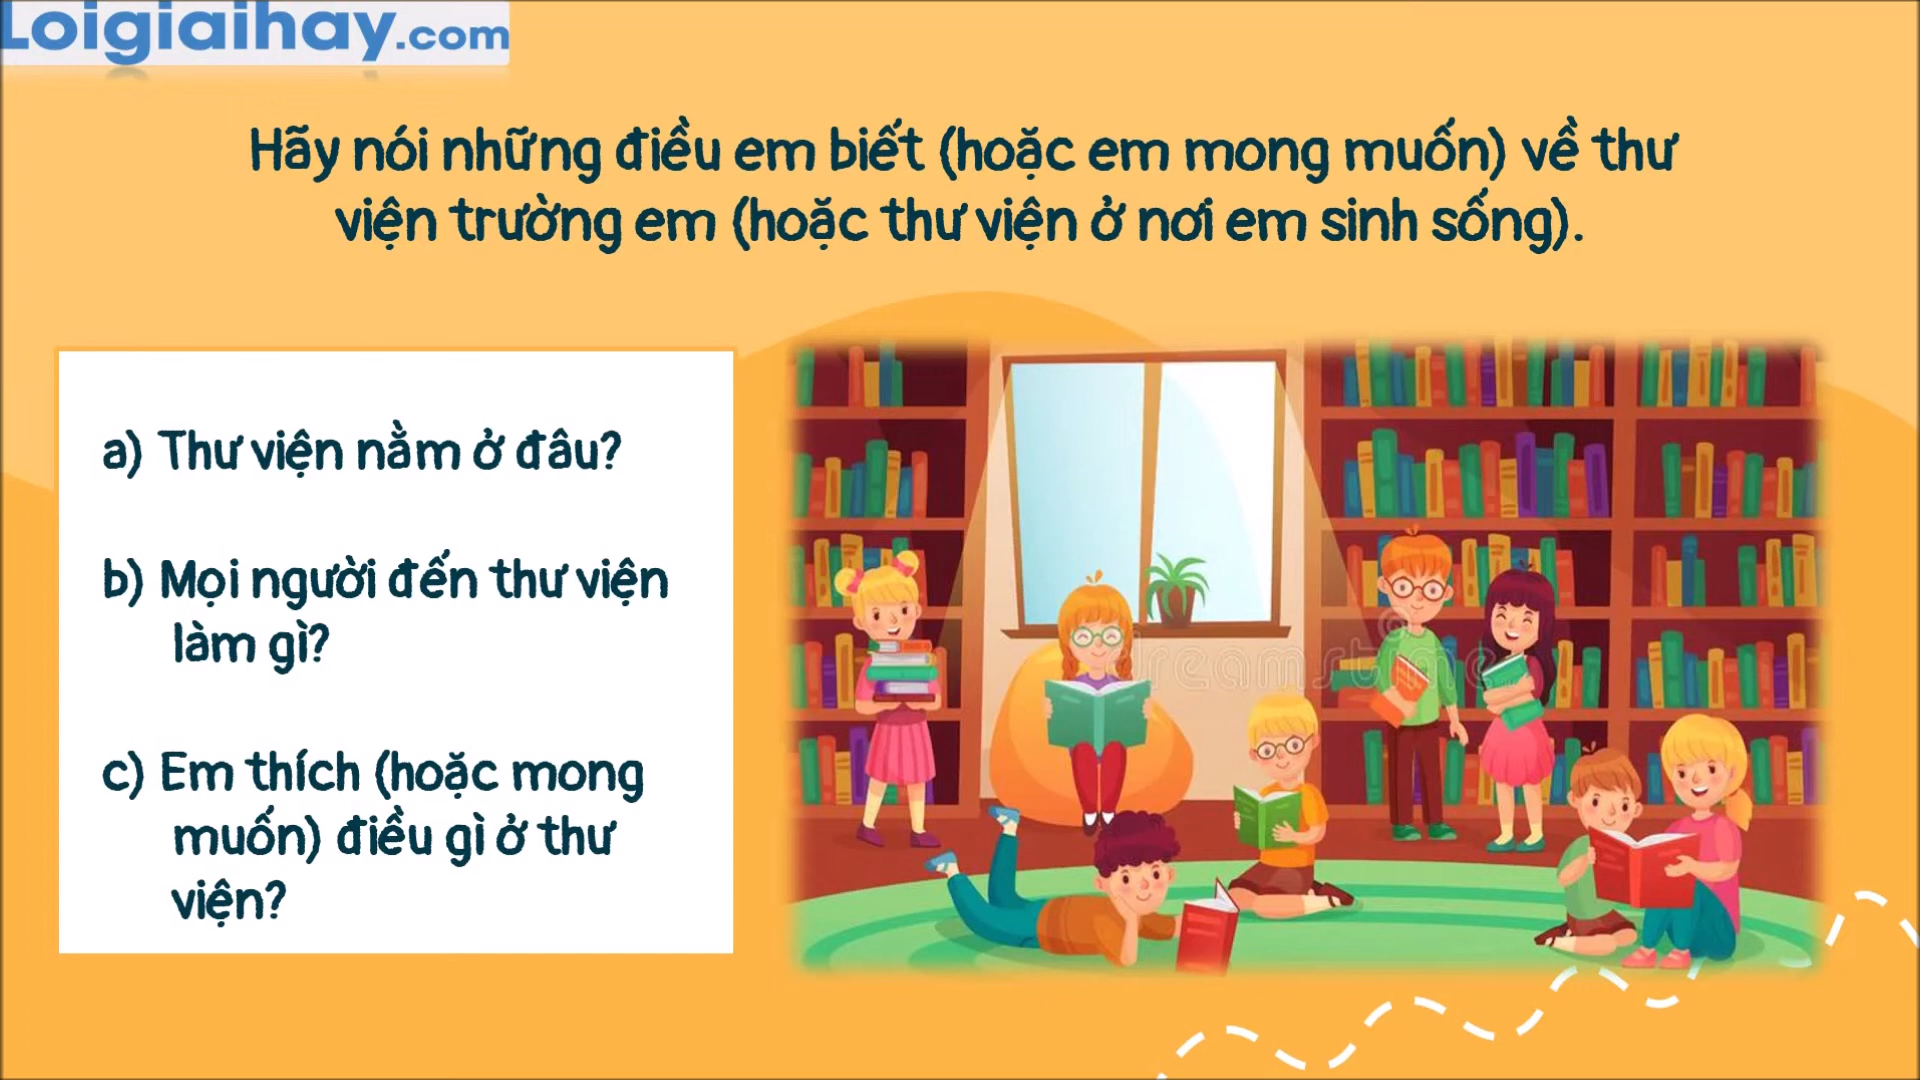 Loigiaihay.com
Hãy nói những điều em biết (hoặc em mong muốn) về thư
viện trường em (hoặc thư viện ở nơi em sinh sống).
a) Thư viện nằm ở đâu?
b) Mọi người đến thư viện
làm gì?
c) Em thích (hoặc mong
muốn) điều gì ở thư
viện?
dreamstime